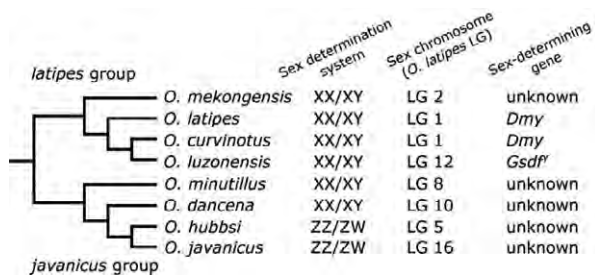 Sex determination system
Sex chromosome (O. latipes LG)
Sex-determining gene
latipes group
O. mekongensis XX/XY LG 2 unknown
O. latipes XX/XY LG 1 Dmy
O. curvinotus XX/XY LG 1 Dmy
O. luzonensis XX/XY LG 12 Gsdfʸ
O. minutillus XX/XY LG 8 unknown
O. dancena XX/XY LG 10 unknown
O. hubbsi ZZ/ZW LG 5 unknown
O. javanicus ZZ/ZW LG 16 unknown
javanicus group